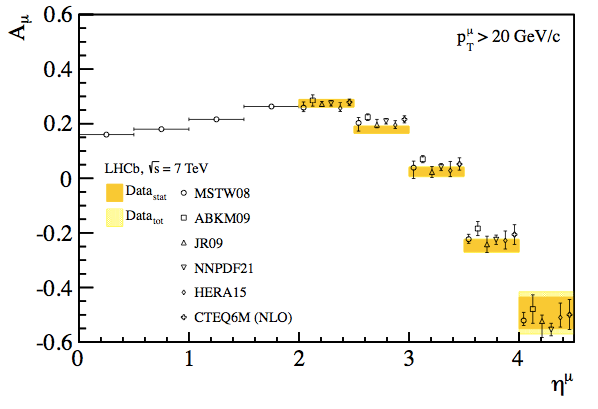 A_μ
0.6
0.4
0.2
0
-0.2
-0.4
-0.6
p_T^μ > 20 GeV/c
LHCb, √s = 7 TeV
Data_stat
Data_tot
MSTW08
ABKM09
JR09
NNPDF21
HERA15
CTEQ6M (NLO)
0 1 2 3 4
η^μ